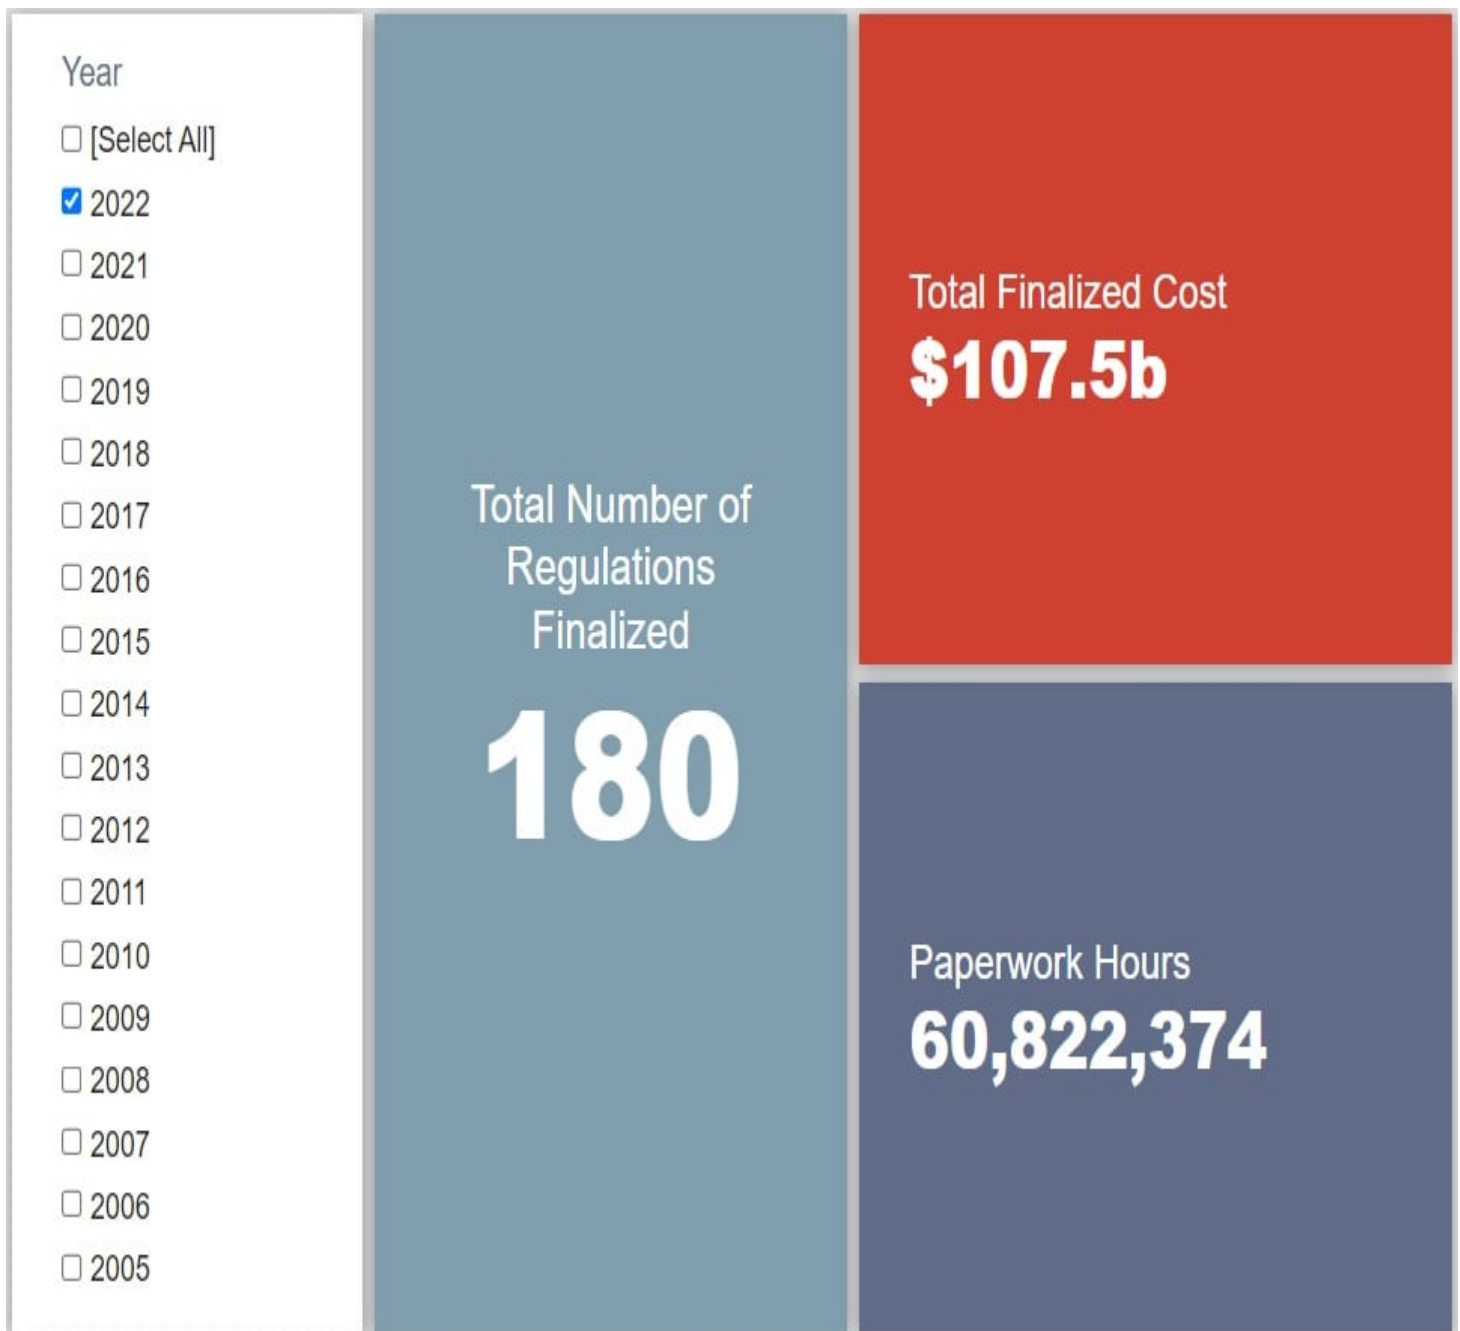 Year
[Select All]
2022
2021
2020
2019
2018
2017
2016
2015
2014
2013
2012
2011
2010
2009
2008
2007
2006
2005
Total Number of
Regulations
Finalized
180
Total Finalized Cost
$107.5b
Paperwork Hours
60,822,374